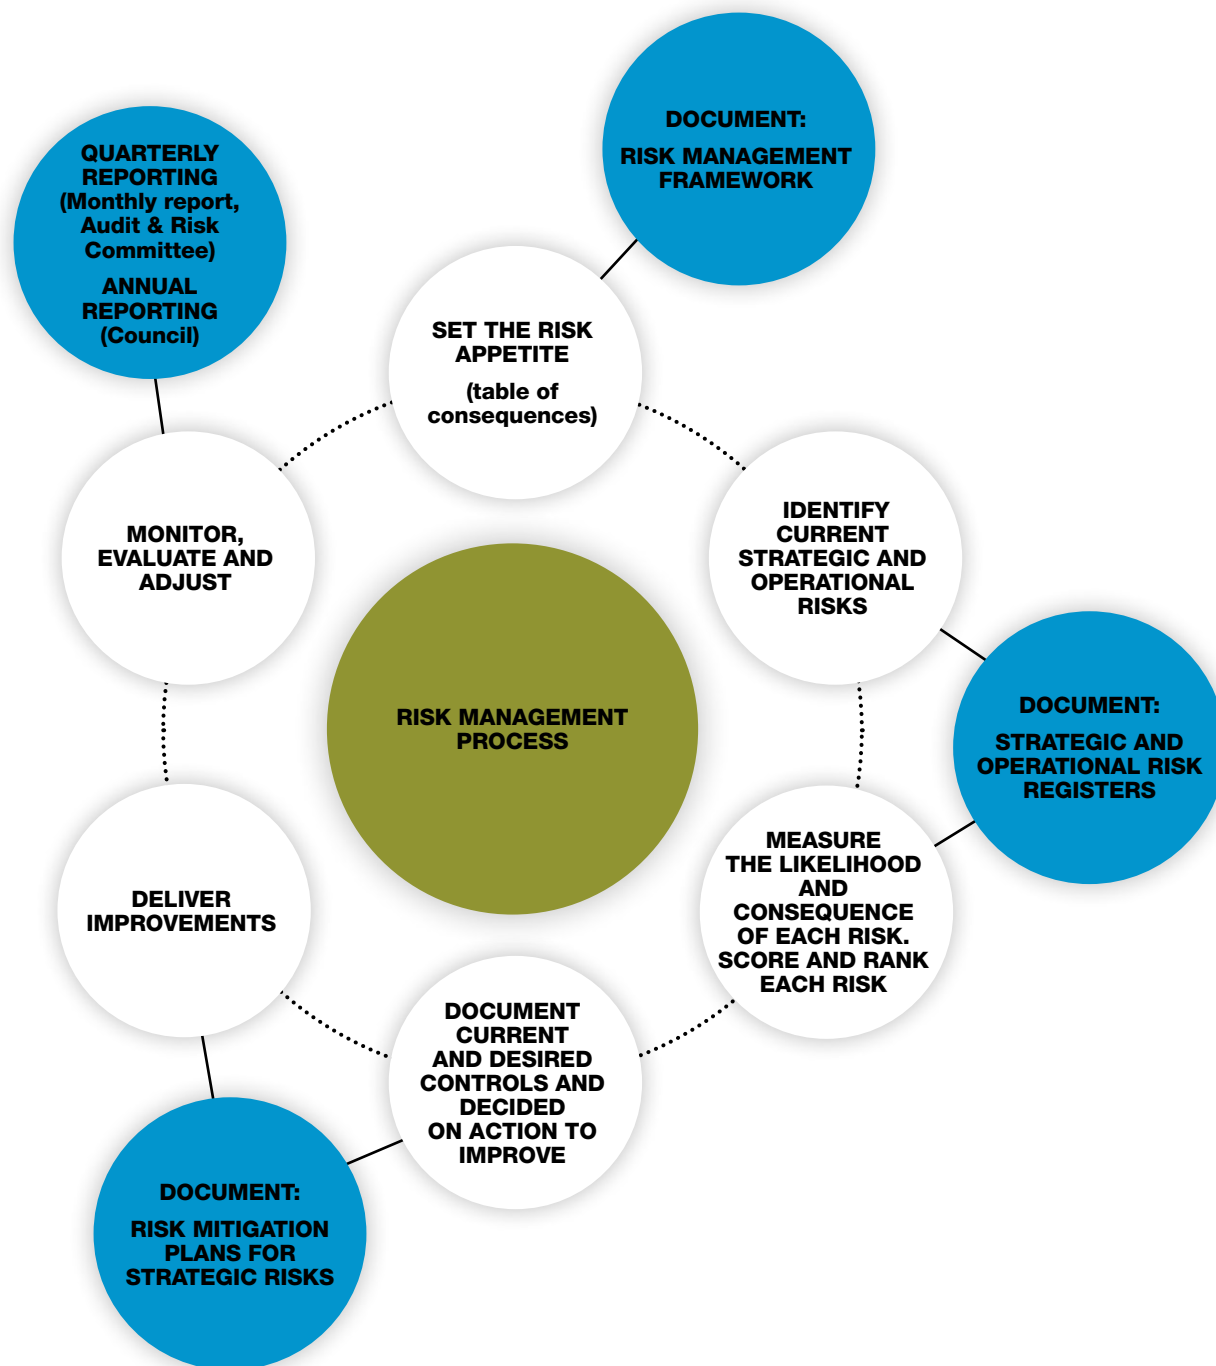 DOCUMENT:
RISK MANAGEMENT
FRAMEWORK
QUARTERLY
REPORTING
(Monthly report,
Audit & Risk
Committee)
ANNUAL
REPORTING
(Council)
SET THE RISK
APPETITE
(table of
consequences)
IDENTIFY
CURRENT
STRATEGIC AND
OPERATIONAL
RISKS
MONITOR,
EVALUATE AND
ADJUST
RISK MANAGEMENT
PROCESS
DOCUMENT:
STRATEGIC AND
OPERATIONAL RISK
REGISTERS
MEASURE
THE LIKELIHOOD
AND
CONSEQUENCE
OF EACH RISK.
SCORE AND RANK
EACH RISK
DELIVER
IMPROVEMENTS
DOCUMENT
CURRENT
AND DESIRED
CONTROLS AND
DECIDED
ON ACTION TO
IMPROVE
DOCUMENT:
RISK MITIGATION
PLANS FOR
STRATEGIC RISKS